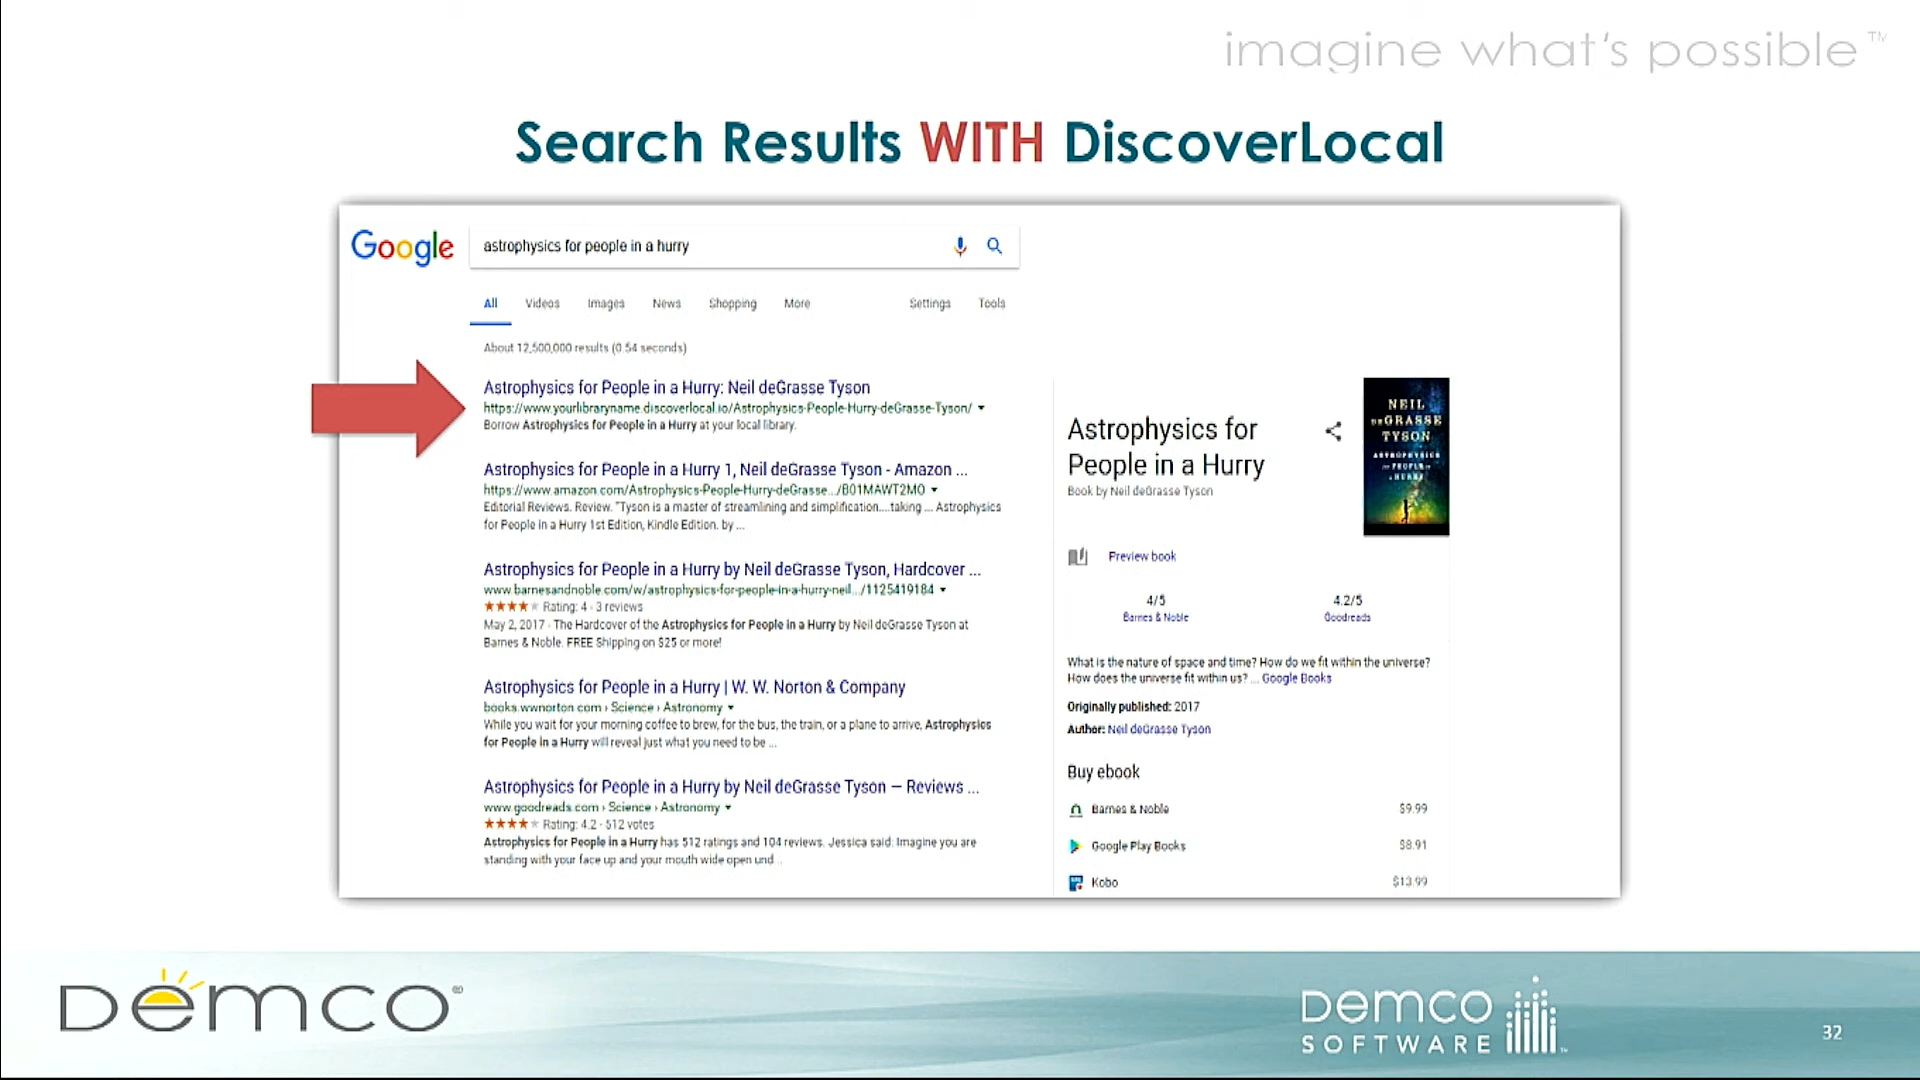 imagine what's possible™
Search Results WITH DiscoverLocal
Google
astrophysics for people in a hurry
All Videos Images News Shopping More Settings Tools
About 12,500,000 results (0.54 seconds)
Astrophysics for People in a Hurry: Neil deGrasse Tyson
https://www.yourlibraryname.discoverlocal.io/Astrophysics-People-Hurry-deGrasse-Tyson/
Borrow Astrophysics for People in a Hurry at your local library.
Astrophysics for People in a Hurry 1, Neil deGrasse Tyson - Amazon ...
https://www.amazon.com/Astrophysics-People-Hurry-deGrasse.../B01MAWT2MO
Editorial Reviews. Review. "Tyson is a master of streamlining and simplification....taking ... Astrophysics
for People in a Hurry 1st Edition, Kindle Edition. by ...
Astrophysics for People in a Hurry by Neil deGrasse Tyson, Hardcover ...
www.barnesandnoble.com/w/astrophysics-for-people-in-a-hurry-neil.../1125419184
Rating: 4 - 3 reviews
May 2, 2017 - The Hardcover of the Astrophysics for People in a Hurry by Neil deGrasse Tyson at
Barnes & Noble. FREE Shipping on $25 or more!
Astrophysics for People in a Hurry | W. W. Norton & Company
books.wwnorton.com › Science › Astronomy
While you wait for your morning coffee to brew, for the bus, the train, or a plane to arrive, Astrophysics
for People in a Hurry will reveal just what you need to be ...
Astrophysics for People in a Hurry by Neil deGrasse Tyson — Reviews ...
www.goodreads.com › Science › Astronomy
Rating: 4.2 - 512 votes
Astrophysics for People in a Hurry has 512 ratings and 104 reviews. Jessica said: Imagine you are
standing with your face up and your mouth wide open und...
Astrophysics for
People in a Hurry
Book by Neil deGrasse Tyson
NEIL
deGRASSE
TYSON
ASTROPHYSICS
for PEOPLE in
a HURRY
Preview book
4/5 4.2/5
Barnes & Noble Goodreads
What is the nature of space and time? How do we fit within the universe?
How does the universe fit within us? ... Google Books
Originally published: 2017
Author: Neil deGrasse Tyson
Buy ebook
Barnes & Noble $9.99
Google Play Books $8.91
Kobo $13.99
Demco®
Demco
SOFTWARE™
32